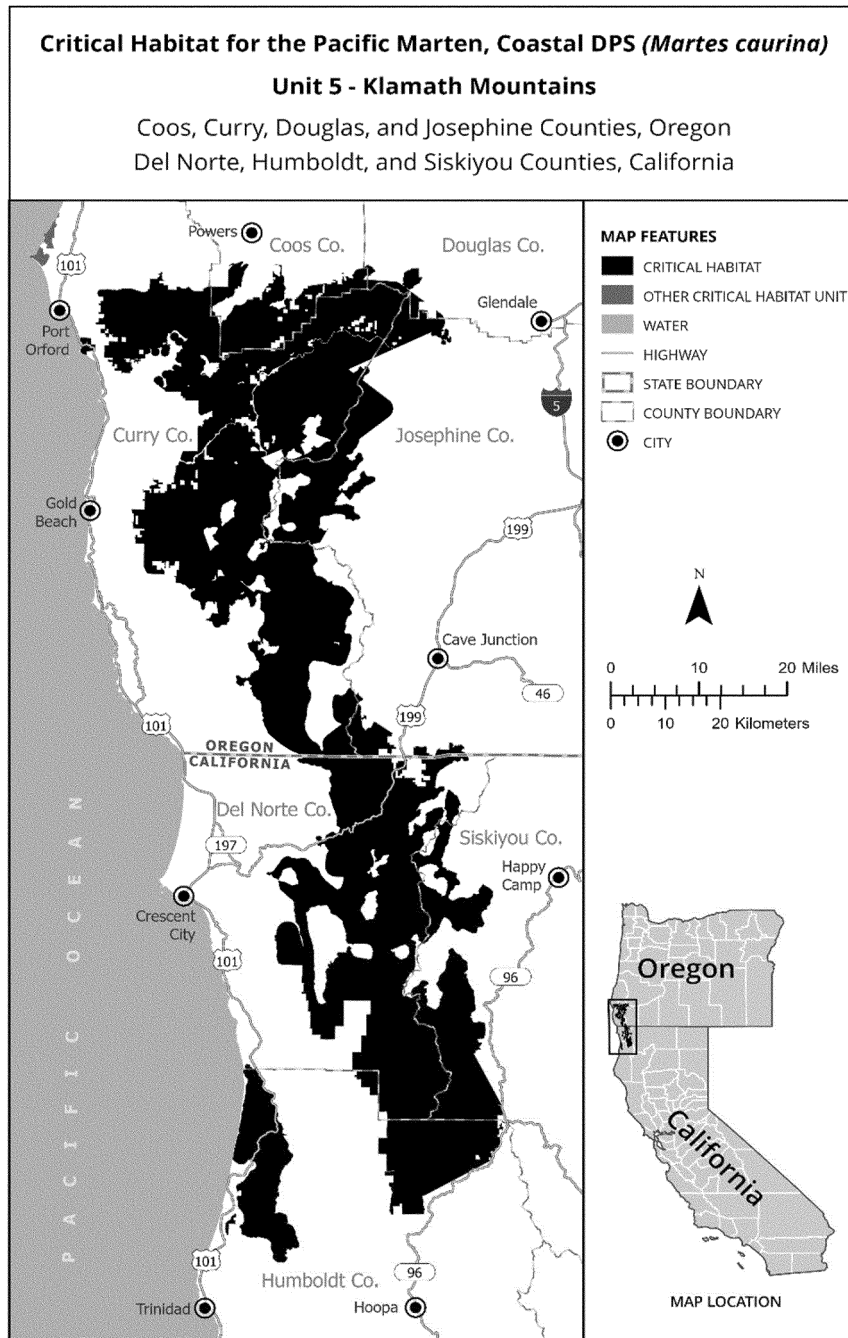 Critical Habitat for the Pacific Marten, Coastal DPS (Martes caurina)
Unit 5 - Klamath Mountains
Coos, Curry, Douglas, and Josephine Counties, Oregon
Del Norte, Humboldt, and Siskiyou Counties, California
Powers
Coos Co.
Douglas Co.
101
Glendale
Port
Orford
5
Curry Co.
Josephine Co.
Gold
Beach
199
Cave Junction
46
199
101
OREGON
CALIFORNIA
Del Norte Co.
Siskiyou Co.
197
Happy
Camp
Crescent
City
101
96
PACIFIC OCEAN
101
Humboldt Co.
96
Trinidad
Hoopa
MAP FEATURES
CRITICAL HABITAT
OTHER CRITICAL HABITAT UNIT
WATER
HIGHWAY
STATE BOUNDARY
COUNTY BOUNDARY
CITY
N
0 10 20 Miles
0 10 20 Kilometers
Oregon
California
MAP LOCATION